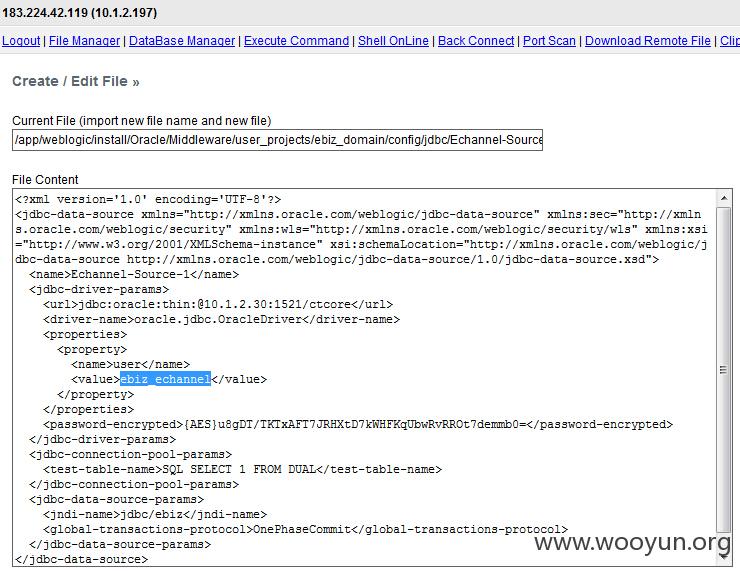 183.224.42.119 (10.1.2.197)
Logout | File Manager | DataBase Manager | Execute Command | Shell OnLine | Back Connect | Port Scan | Download Remote File | Clip
Create / Edit File »
Current File (import new file name and new file)
/app/weblogic/install/Oracle/Middleware/user_projects/ebiz_domain/config/jdbc/Echannel-Source
File Content
<?xml version='1.0' encoding='UTF-8'?>
<jdbc-data-source xmlns="http://xmlns.oracle.com/weblogic/jdbc-data-source" xmlns:sec="http://xmln
s.oracle.com/weblogic/security" xmlns:wls="http://xmlns.oracle.com/weblogic/security/wls" xmlns:xsi
="http://www.w3.org/2001/XMLSchema-instance" xsi:schemaLocation="http://xmlns.oracle.com/weblogic/j
dbc-data-source http://xmlns.oracle.com/weblogic/jdbc-data-source/1.0/jdbc-data-source.xsd">
<name>Echannel-Source-1</name>
<jdbc-driver-params>
<url>jdbc:oracle:thin:@10.1.2.30:1521/ctcore</url>
<driver-name>oracle.jdbc.OracleDriver</driver-name>
<properties>
<property>
<name>user</name>
<value>ebiz_echannel</value>
</property>
</properties>
<password-encrypted>{AES}u8gDT/TKTxAFT7JRHXtD7kWHFKqUbwRvRROt7demmb0=</password-encrypted>
</jdbc-driver-params>
<jdbc-connection-pool-params>
<test-table-name>SQL SELECT 1 FROM DUAL</test-table-name>
</jdbc-connection-pool-params>
<jdbc-data-source-params>
<jndi-name>jdbc/ebiz</jndi-name>
<global-transactions-protocol>OnePhaseCommit</global-transactions-protocol>
</jdbc-data-source-params>
</jdbc-data-source>
www.wooyun.org